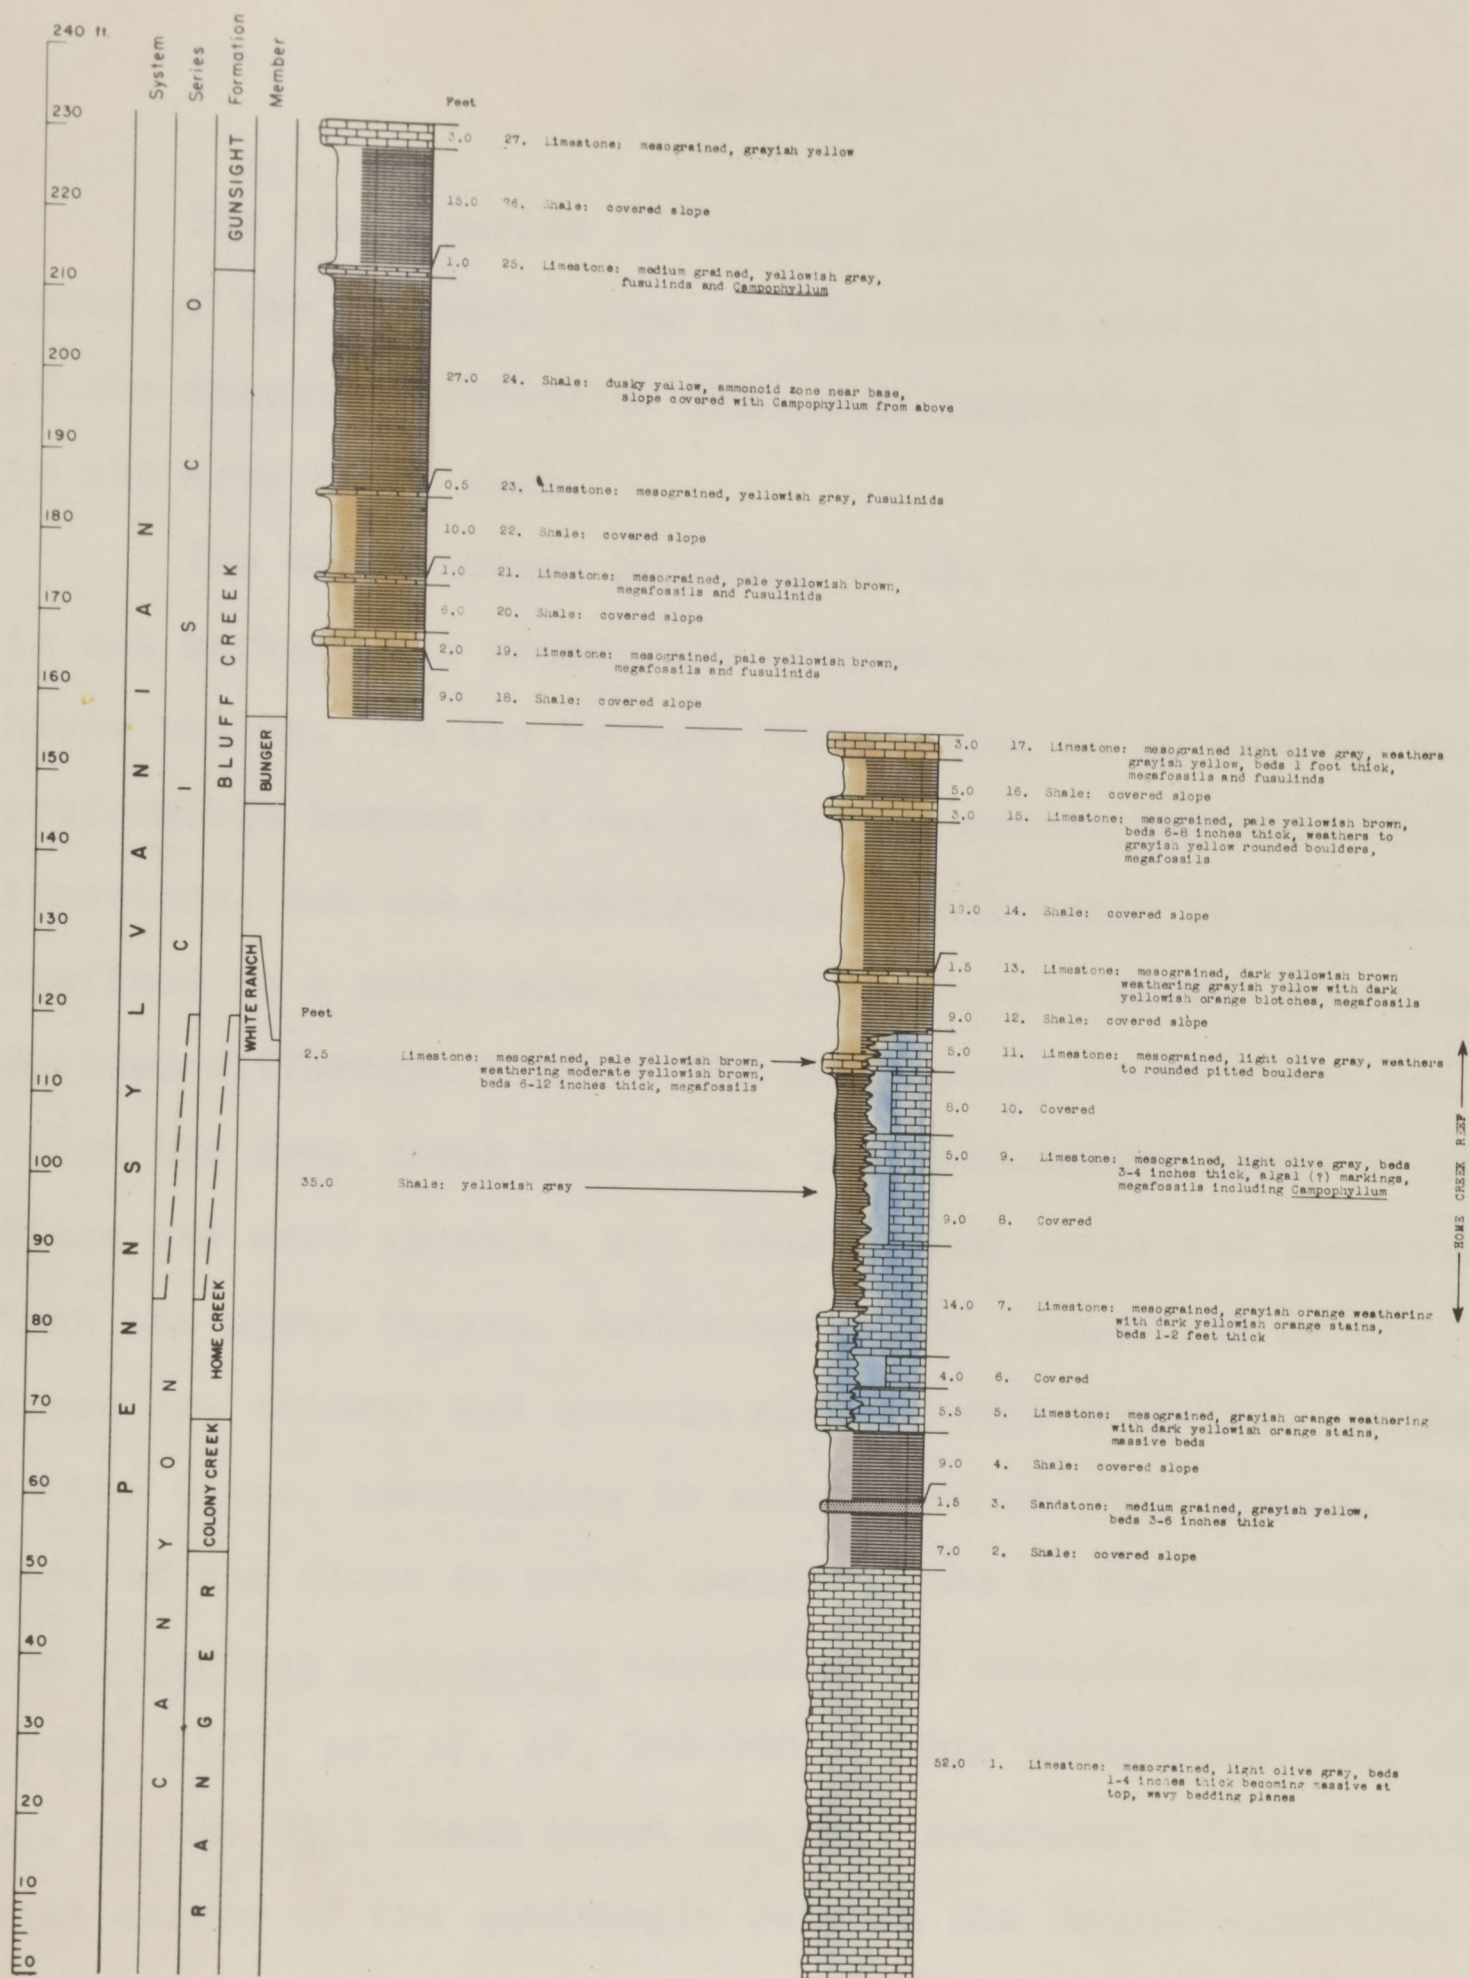 240 ft.
230
220
210
200
190
180
170
160
150
140
130
120
110
100
90
80
70
60
50
40
30
20
10
0
System
Series
Formation
Member
PENNSYLVANIAN
CISCO
CANYON
GUNSIGHT
BLUFF CREEK
HOME CREEK
COLONY CREEK
RANGER
BUNGER
WHITE RANCH
Feet
3.0 27. Limestone: mesograined, grayish yellow
15.0 26. Shale: covered slope
1.0 25. Limestone: medium grained, yellowish gray,
fusulinds and Campophyllum
27.0 24. Shale: dusky yellow, ammonoid zone near base,
slope covered with Campophyllum from above
0.5 23. Limestone: mesograined, yellowish gray, fusulinids
10.0 22. Shale: covered slope
1.0 21. Limestone: mesograined, pale yellowish brown,
megafossils and fusulinids
6.0 20. Shale: covered slope
2.0 19. Limestone: mesograined, pale yellowish brown,
megafossils and fusulinids
9.0 18. Shale: covered slope
3.0 17. Limestone: mesograined light olive gray, weathers
grayish yellow, beds 1 foot thick,
megafossils and fusulinds
5.0 16. Shale: covered slope
3.0 15. Limestone: mesograined, pale yellowish brown,
beds 6-8 inches thick, weathers to
grayish yellow rounded boulders,
megafossils
14. Shale: covered slope
1.5 13. Limestone: mesograined, dark yellowish brown
weathering grayish yellow with dark
yellowish orange blotches, megafossils
9.0 12. Shale: covered slope
5.0 11. Limestone: mesograined, light olive gray, weathers
to rounded pitted boulders
10. Covered
5.0 9. Limestone: mesograined, light olive gray, beds
3-4 inches thick, algal (?) markings,
megafossils including Campophyllum
9.0 8. Covered
14.0 7. Limestone: mesograined, grayish orange weathering
with dark yellowish orange stains,
beds 1-2 feet thick
4.0 6. Covered
5.5 5. Limestone: mesograined, grayish orange weathering
with dark yellowish orange stains,
massive beds
9.0 4. Shale: covered slope
1.5 3. Sandstone: medium grained, grayish yellow,
beds 3-6 inches thick
7.0 2. Shale: covered slope
52.0 1. Limestone: mesograined, light olive gray, beds
1-4 inches thick becoming massive at
top, wavy bedding planes
Feet
2.5 Limestone: mesograined, pale yellowish brown,
weathering moderate yellowish brown,
beds 6-12 inches thick, megafossils
35.0 Shale: yellowish gray
HOME CREEK REEF